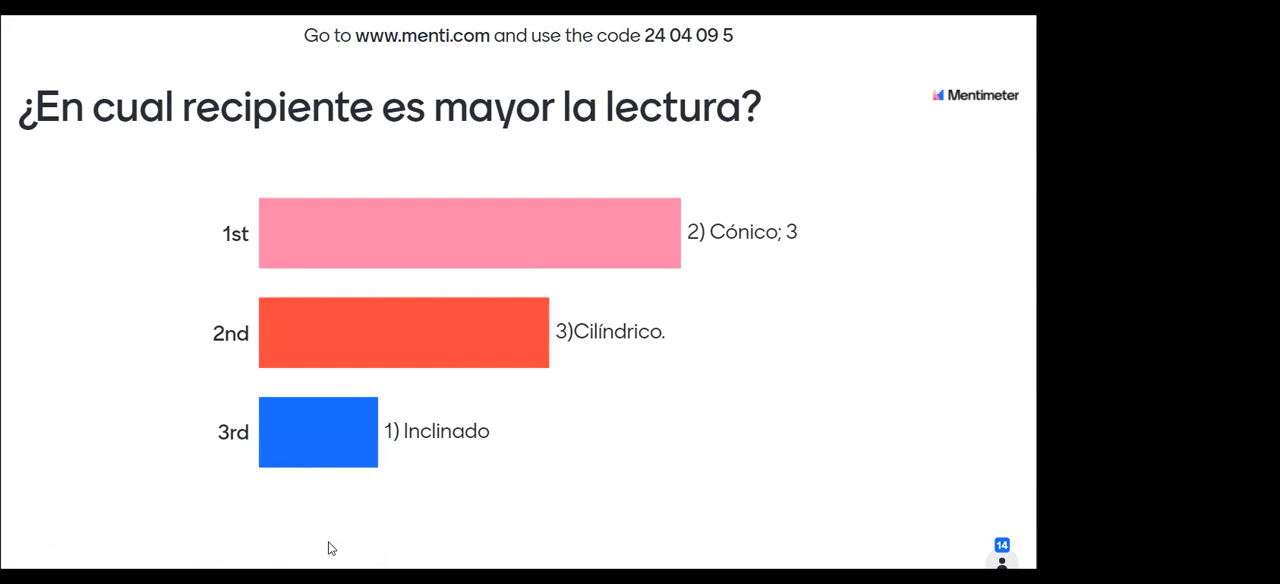 Go to www.menti.com and use the code 24 04 09 5
¿En cual recipiente es mayor la lectura?
Mentimeter
1st
2) Cónico; 3
2nd
3)Cilíndrico.
3rd
1) Inclinado
14